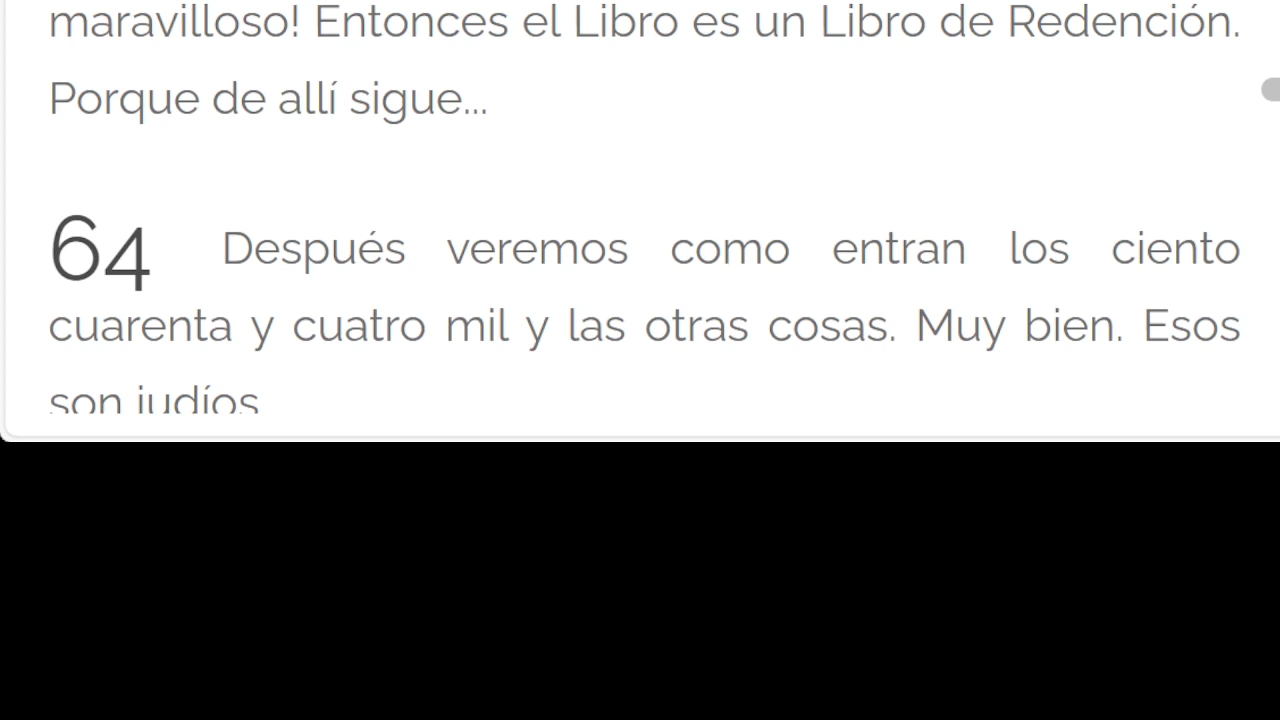 maravilloso! Entonces el Libro es un Libro de Redención.
Porque de allí sigue...
64 Después veremos como entran los ciento
cuarenta y cuatro mil y las otras cosas. Muy bien. Esos
son judíos